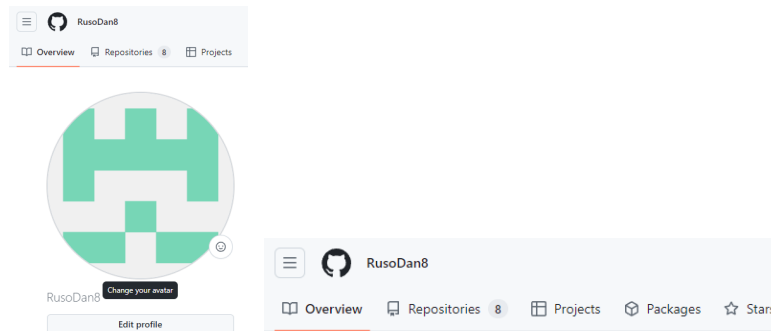 RusoDan8
Overview Repositories 8 Projects
RusoDan8
Change your avatar
Edit profile
RusoDan8
Overview Repositories 8 Projects Packages Stars